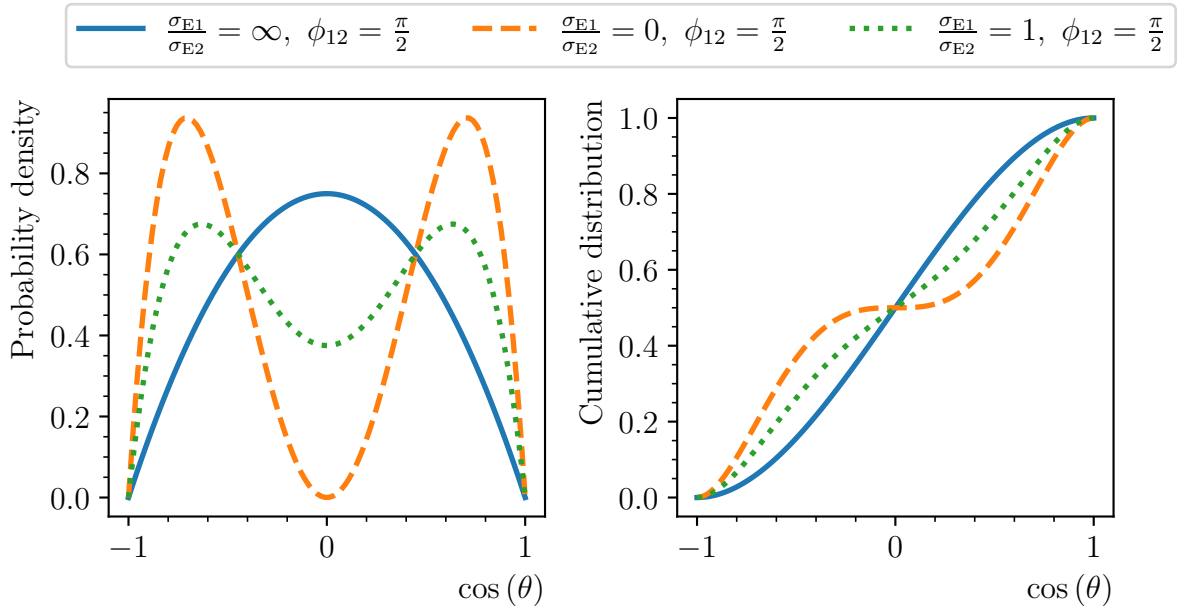 σE1/σE2 = ∞, ϕ12 = π/2
σE1/σE2 = 0, ϕ12 = π/2
σE1/σE2 = 1, ϕ12 = π/2
Probability density
0.8
0.6
0.4
0.2
0.0
−1 0 1
cos (θ)
Cumulative distribution
1.0
0.8
0.6
0.4
0.2
0.0
−1 0 1
cos (θ)